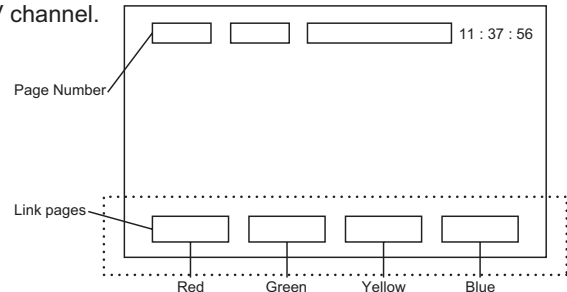 channel.
11 : 37 : 56
Page Number
Link pages
Red Green Yellow Blue